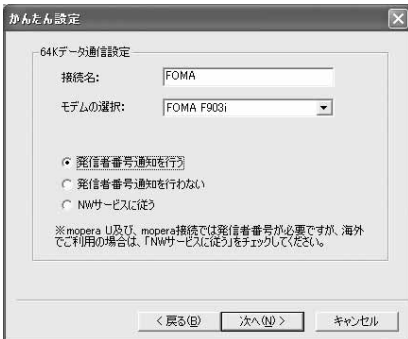 かんたん設定
64Kデータ通信設定
接続名: FOMA
モデムの選択: FOMA F903i
発信者番号通知を行う
発信者番号通知を行わない
NWサービスに従う
※mopera U及び、mopera接続では発信者番号が必要ですが、海外
でご利用の場合は、「NWサービスに従う」をチェックしてください。
< 戻る(B) 次へ(N) > キャンセル